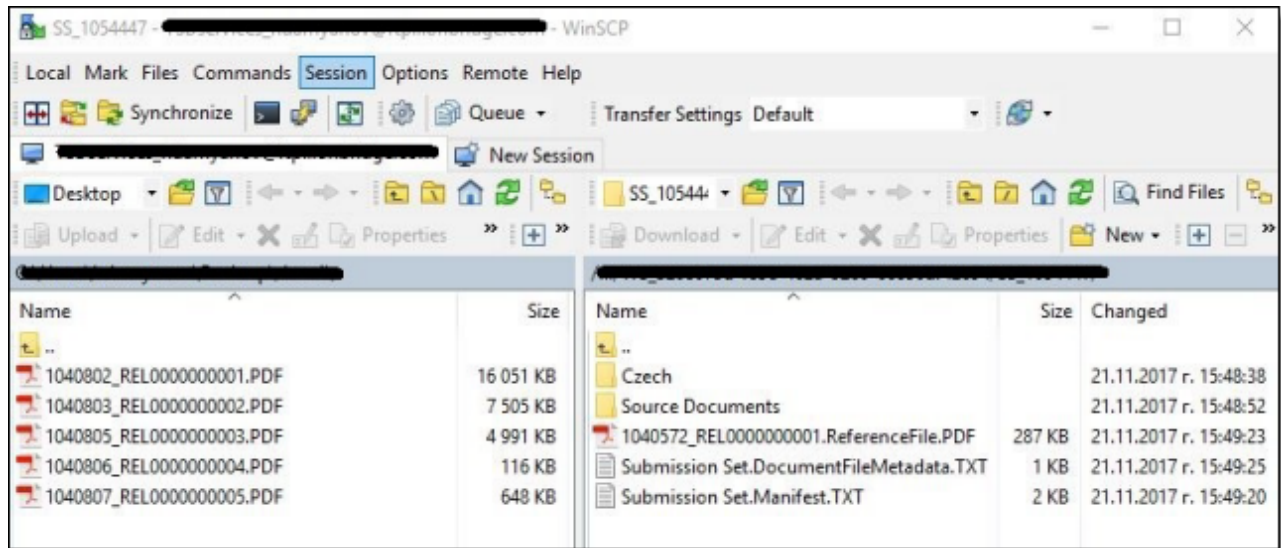 SS_1054447 - - WinSCP
Local Mark Files Commands Session Options Remote Help
Synchronize Queue Transfer Settings Default
New Session
Desktop SS_10544 Find Files
Upload Edit Properties » » Download Edit Properties New »
Name Size Name Size Changed
.. ..
1040802_REL0000000001.PDF 16 051 KB Czech 21.11.2017 г. 15:48:38
1040803_REL0000000002.PDF 7 505 KB Source Documents 21.11.2017 г. 15:48:52
1040805_REL0000000003.PDF 4 991 KB 1040572_REL0000000001.ReferenceFile.PDF 287 KB 21.11.2017 г. 15:49:23
1040806_REL0000000004.PDF 116 KB Submission Set.DocumentFileMetadata.TXT 1 KB 21.11.2017 г. 15:49:25
1040807_REL0000000005.PDF 648 KB Submission Set.Manifest.TXT 2 KB 21.11.2017 г. 15:49:20